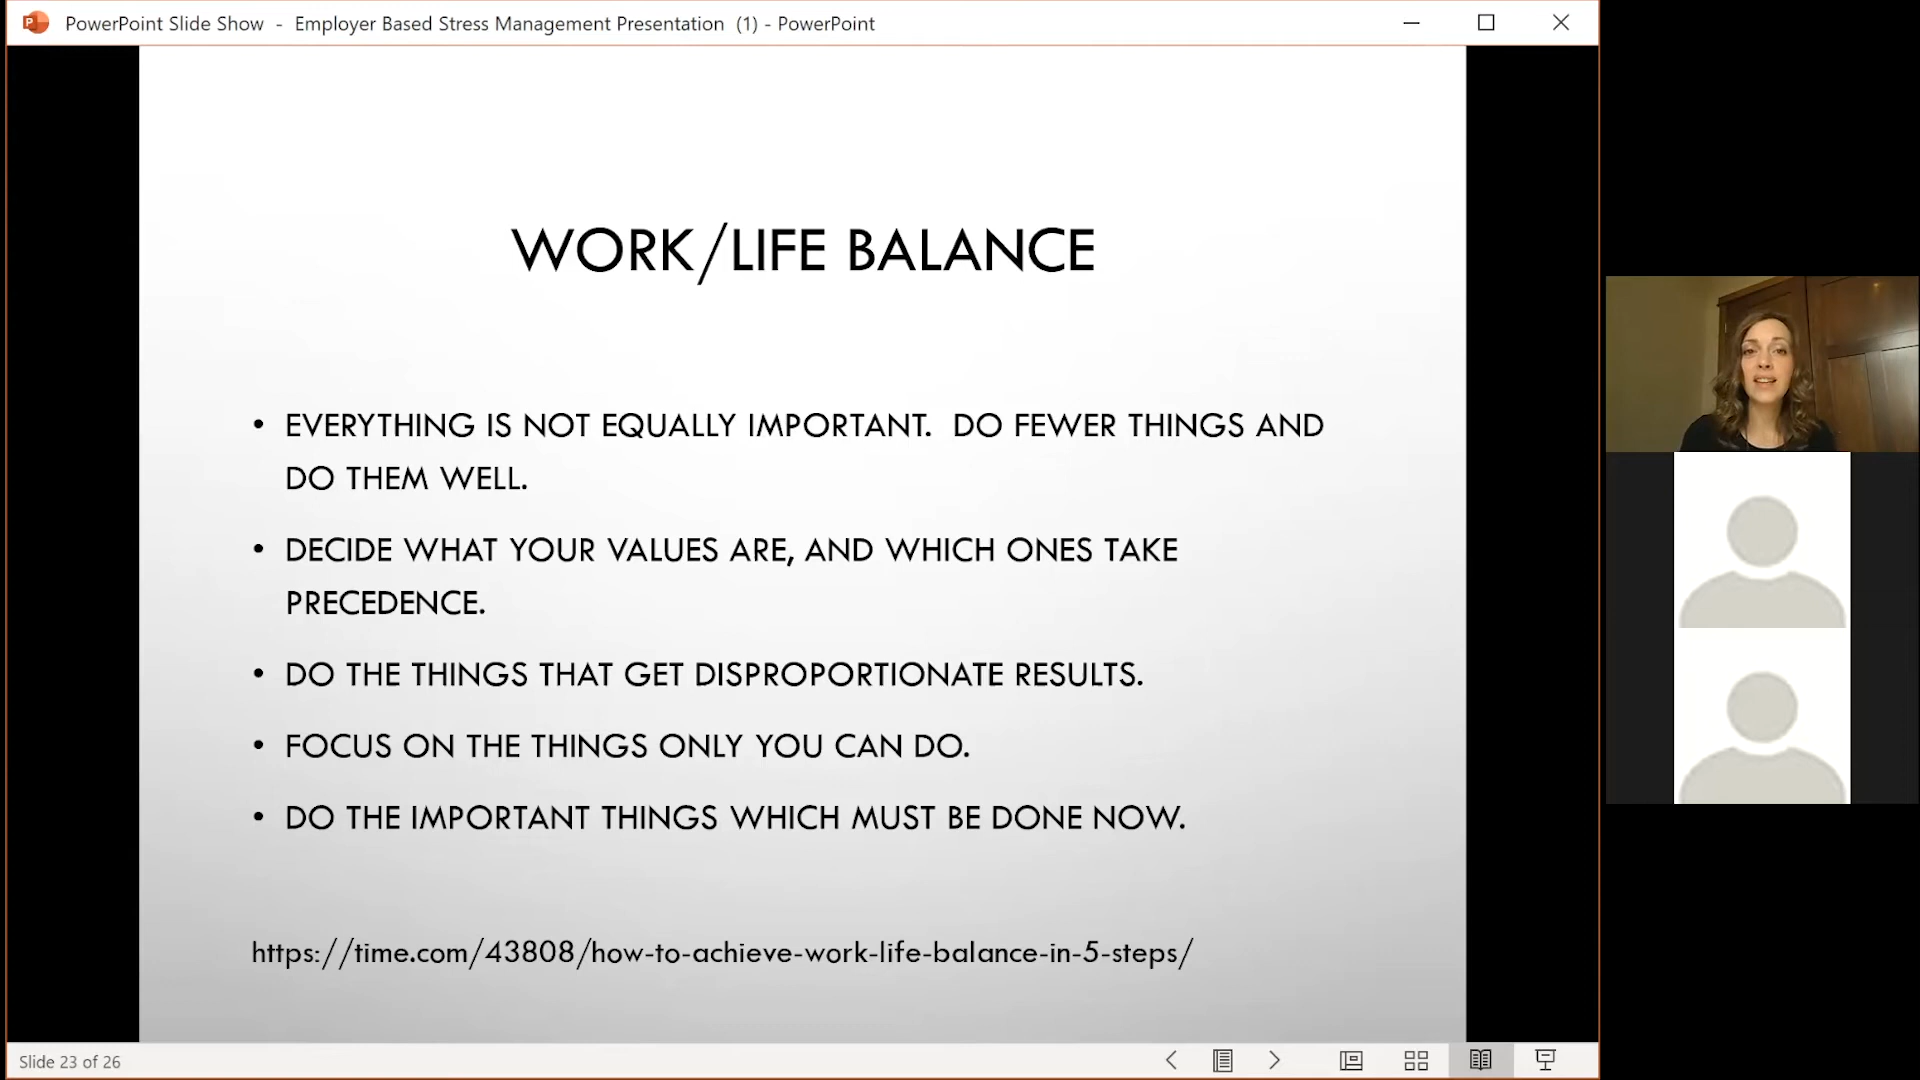 PowerPoint Slide Show - Employer Based Stress Management Presentation (1) - PowerPoint
WORK/LIFE BALANCE
• EVERYTHING IS NOT EQUALLY IMPORTANT. DO FEWER THINGS AND
DO THEM WELL.
• DECIDE WHAT YOUR VALUES ARE, AND WHICH ONES TAKE
PRECEDENCE.
• DO THE THINGS THAT GET DISPROPORTIONATE RESULTS.
• FOCUS ON THE THINGS ONLY YOU CAN DO.
• DO THE IMPORTANT THINGS WHICH MUST BE DONE NOW.
https://time.com/43808/how-to-achieve-work-life-balance-in-5-steps/
Slide 23 of 26